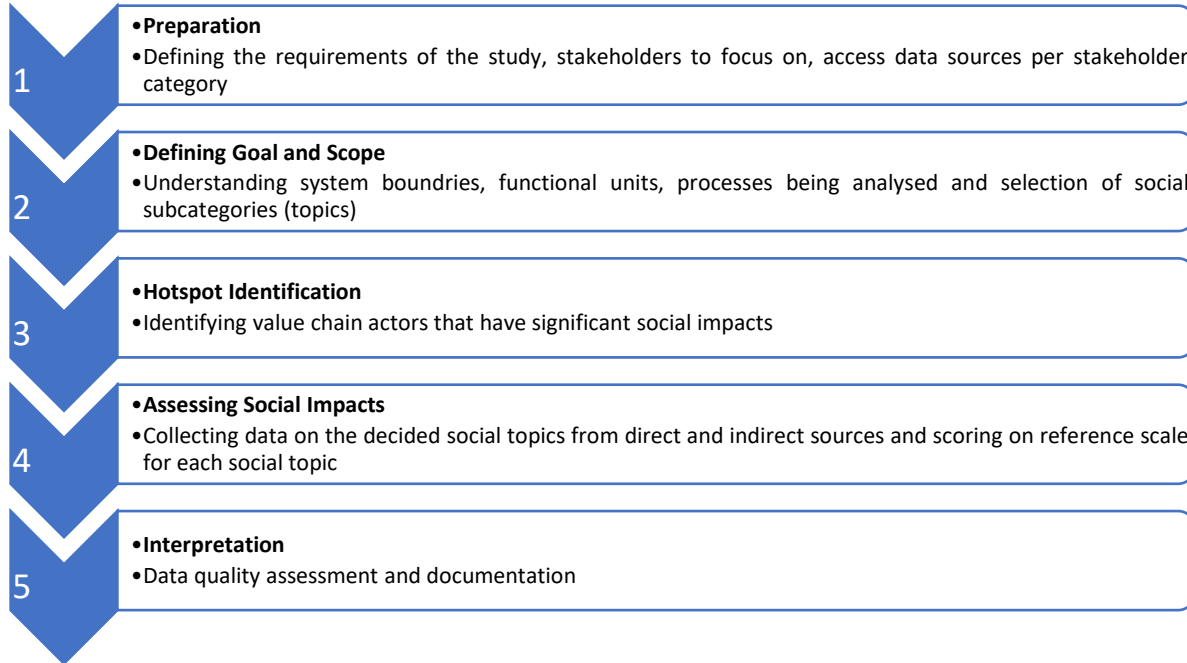 1
•Preparation
•Defining the requirements of the study, stakeholders to focus on, access data sources per stakeholder
category
2
•Defining Goal and Scope
•Understanding system boundries, functional units, processes being analysed and selection of social
subcategories (topics)
3
•Hotspot Identification
•Identifying value chain actors that have significant social impacts
4
•Assessing Social Impacts
•Collecting data on the decided social topics from direct and indirect sources and scoring on reference scale
for each social topic
5
•Interpretation
•Data quality assessment and documentation